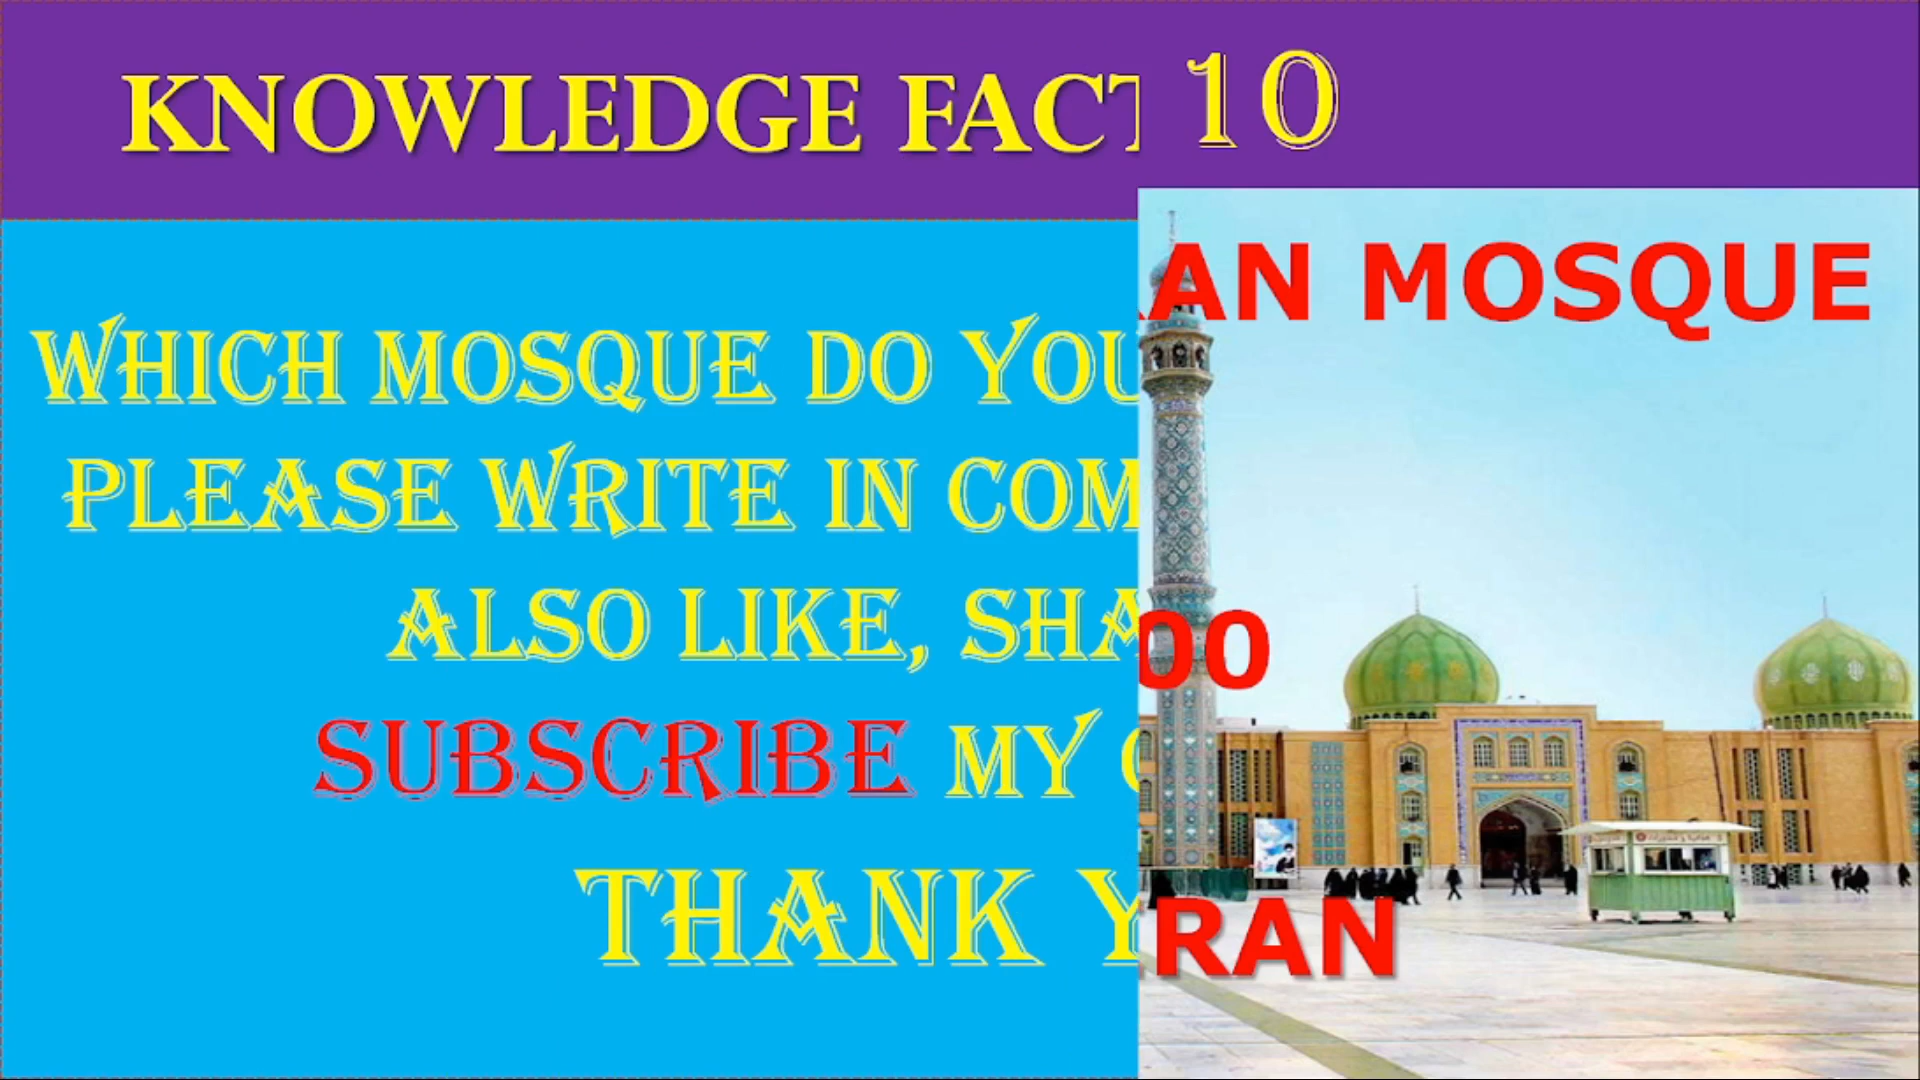 KNOWLEDGE FACT 10
WHICH MOSQUE DO YOU
PLEASE WRITE IN COM
ALSO LIKE, SHA
SUBSCRIBE MY
THANK Y
AN MOSQUE
00
RAN